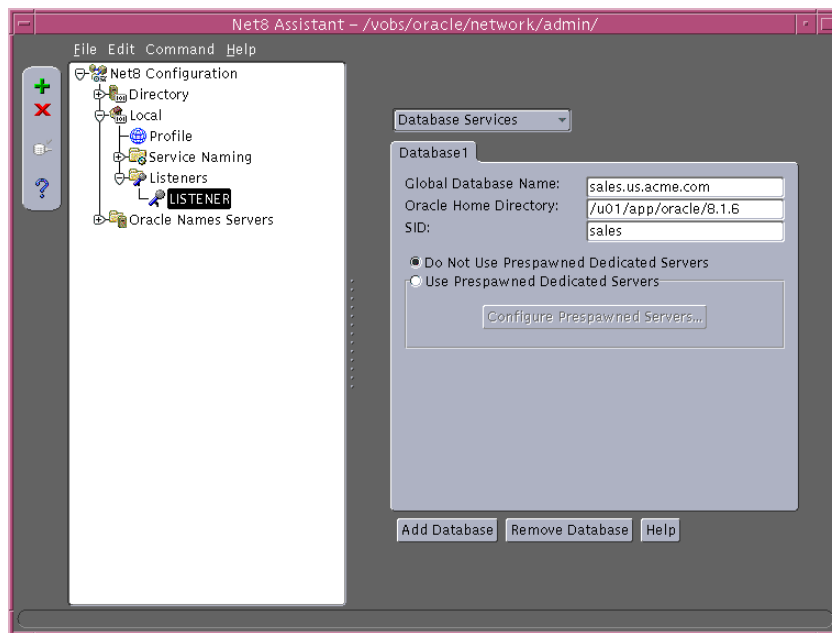 Net8 Assistant – /vobs/oracle/network/admin/
File Edit Command Help
Net8 Configuration
Directory
Local
Profile
Service Naming
Listeners
LISTENER
Oracle Names Servers
Database Services
Database1
Global Database Name: sales.us.acme.com
Oracle Home Directory: /u01/app/oracle/8.1.6
SID: sales
Do Not Use Prespawned Dedicated Servers
Use Prespawned Dedicated Servers
Configure Prespawned Servers...
Add Database Remove Database Help